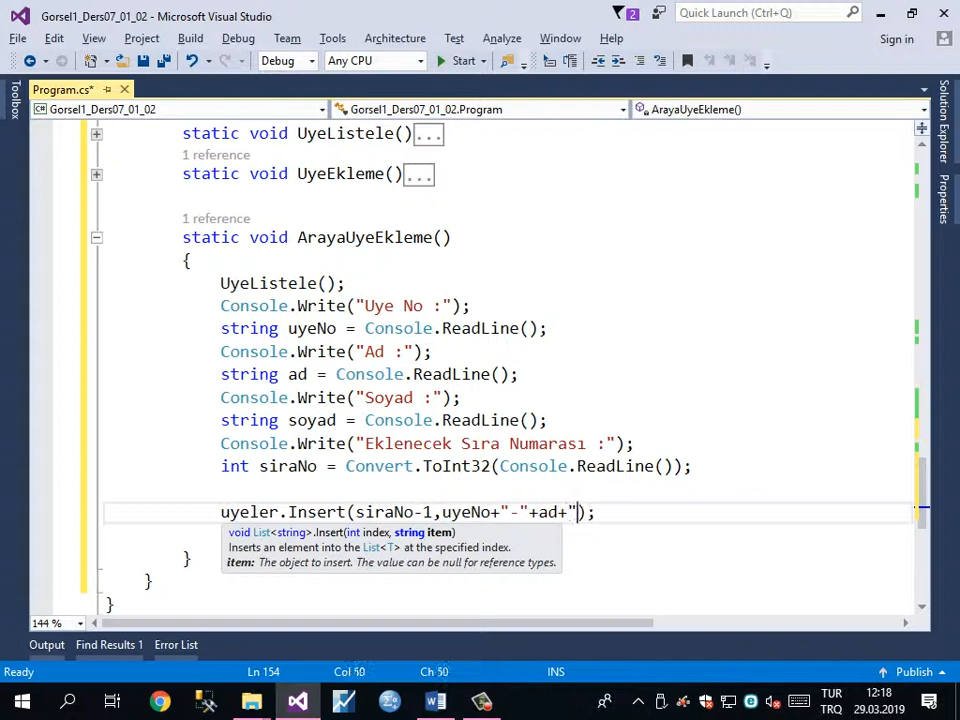 Gorsel1_Ders07_01_02 - Microsoft Visual Studio
2
Quick Launch (Ctrl+Q)
File Edit View Project Build Debug Team Tools Architecture Test Analyze Window Help
Sign in
Debug Any CPU Start
Program.cs*
Gorsel1_Ders07_01_02 Gorsel1_Ders07_01_02.Program ArayaUyeEkleme()
Toolbox
Solution Explorer
Properties
static void UyeListele()...
1 reference
static void UyeEkleme()...
1 reference
static void ArayaUyeEkleme()
{
UyeListele();
Console.Write("Uye No :");
string uyeNo = Console.ReadLine();
Console.Write("Ad :");
string ad = Console.ReadLine();
Console.Write("Soyad :");
string soyad = Console.ReadLine();
Console.Write("Eklenecek Sıra Numarası :");
int siraNo = Convert.ToInt32(Console.ReadLine());
uyeler.Insert(siraNo-1,uyeNo+"-"+ad+");
void List<string>.Insert(int index, string item)
Inserts an element into the List<T> at the specified index.
item: The object to insert. The value can be null for reference types.
}
}
}
144 %
Output Find Results 1 Error List
Ready Ln 154 Col 50 Ch 50 INS Publish
TUR 12:18
TRQ 29.03.2019